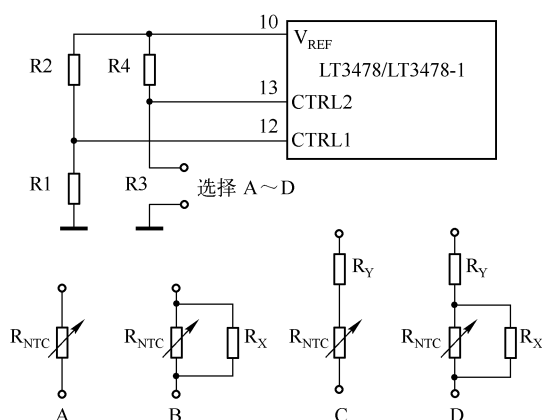 10
V_REF
R2
R4
LT3478/LT3478-1
13
CTRL2
12
CTRL1
R1
R3
选择 A～D
R_Y
R_Y
R_NTC
R_NTC
R_X
R_NTC
R_NTC
R_X
A
B
C
D